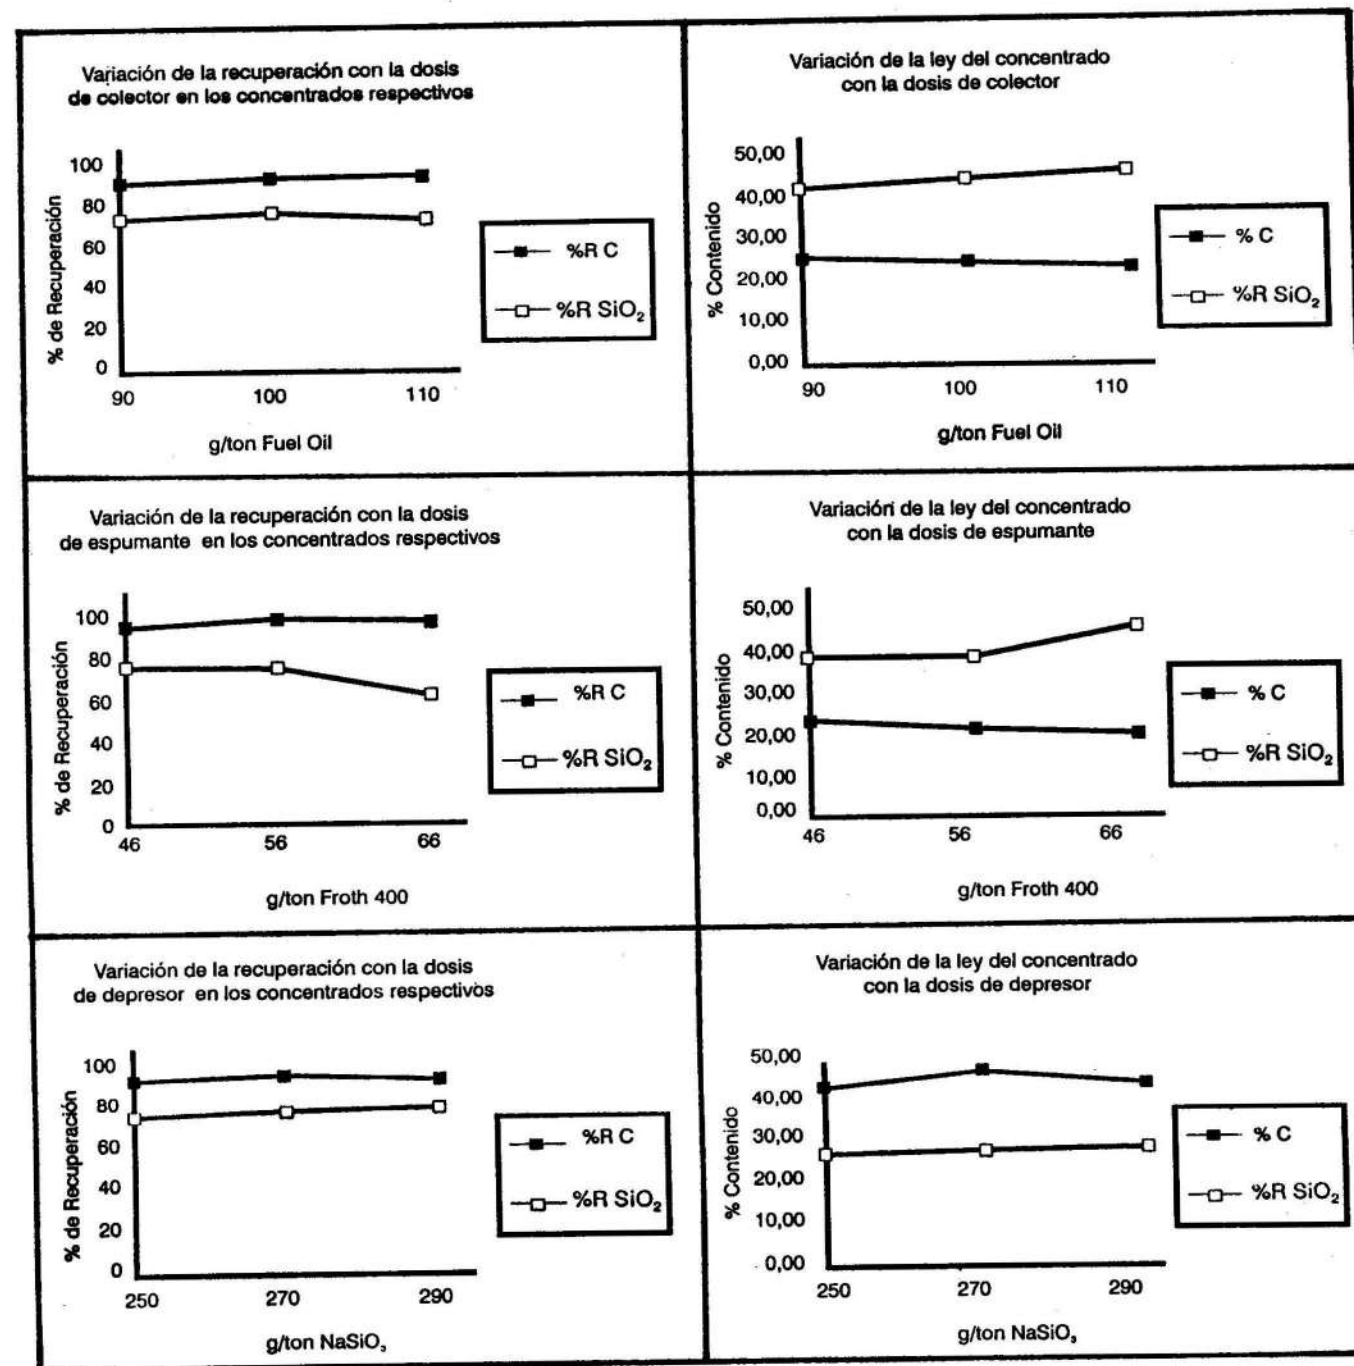 Variación de la recuperación con la dosis
de colector en los concentrados respectivos
% de Recuperación
100
80
60
40
20
0
90
100
110
g/ton Fuel Oil
%R C
%R SiO₂
Variación de la ley del concentrado
con la dosis de colector
% Contenido
50,00
40,00
30,00
20,00
10,00
0,00
90
100
110
g/ton Fuel Oil
% C
%R SiO₂
Variación de la recuperación con la dosis
de espumante en los concentrados respectivos
% de Recuperación
100
80
60
40
20
0
46
56
66
g/ton Froth 400
%R C
%R SiO₂
Variación de la ley del concentrado
con la dosis de espumante
% Contenido
50,00
40,00
30,00
20,00
10,00
0,00
46
56
66
g/ton Froth 400
% C
%R SiO₂
Variación de la recuperación con la dosis
de depresor en los concentrados respectivos
% de Recuperación
100
80
60
40
20
0
250
270
290
g/ton NaSiO₃
%R C
%R SiO₂
Variación de la ley del concentrado
con la dosis de depresor
% Contenido
50,00
40,00
30,00
20,00
10,00
0,00
250
270
290
g/ton NaSiO₃
% C
%R SiO₂